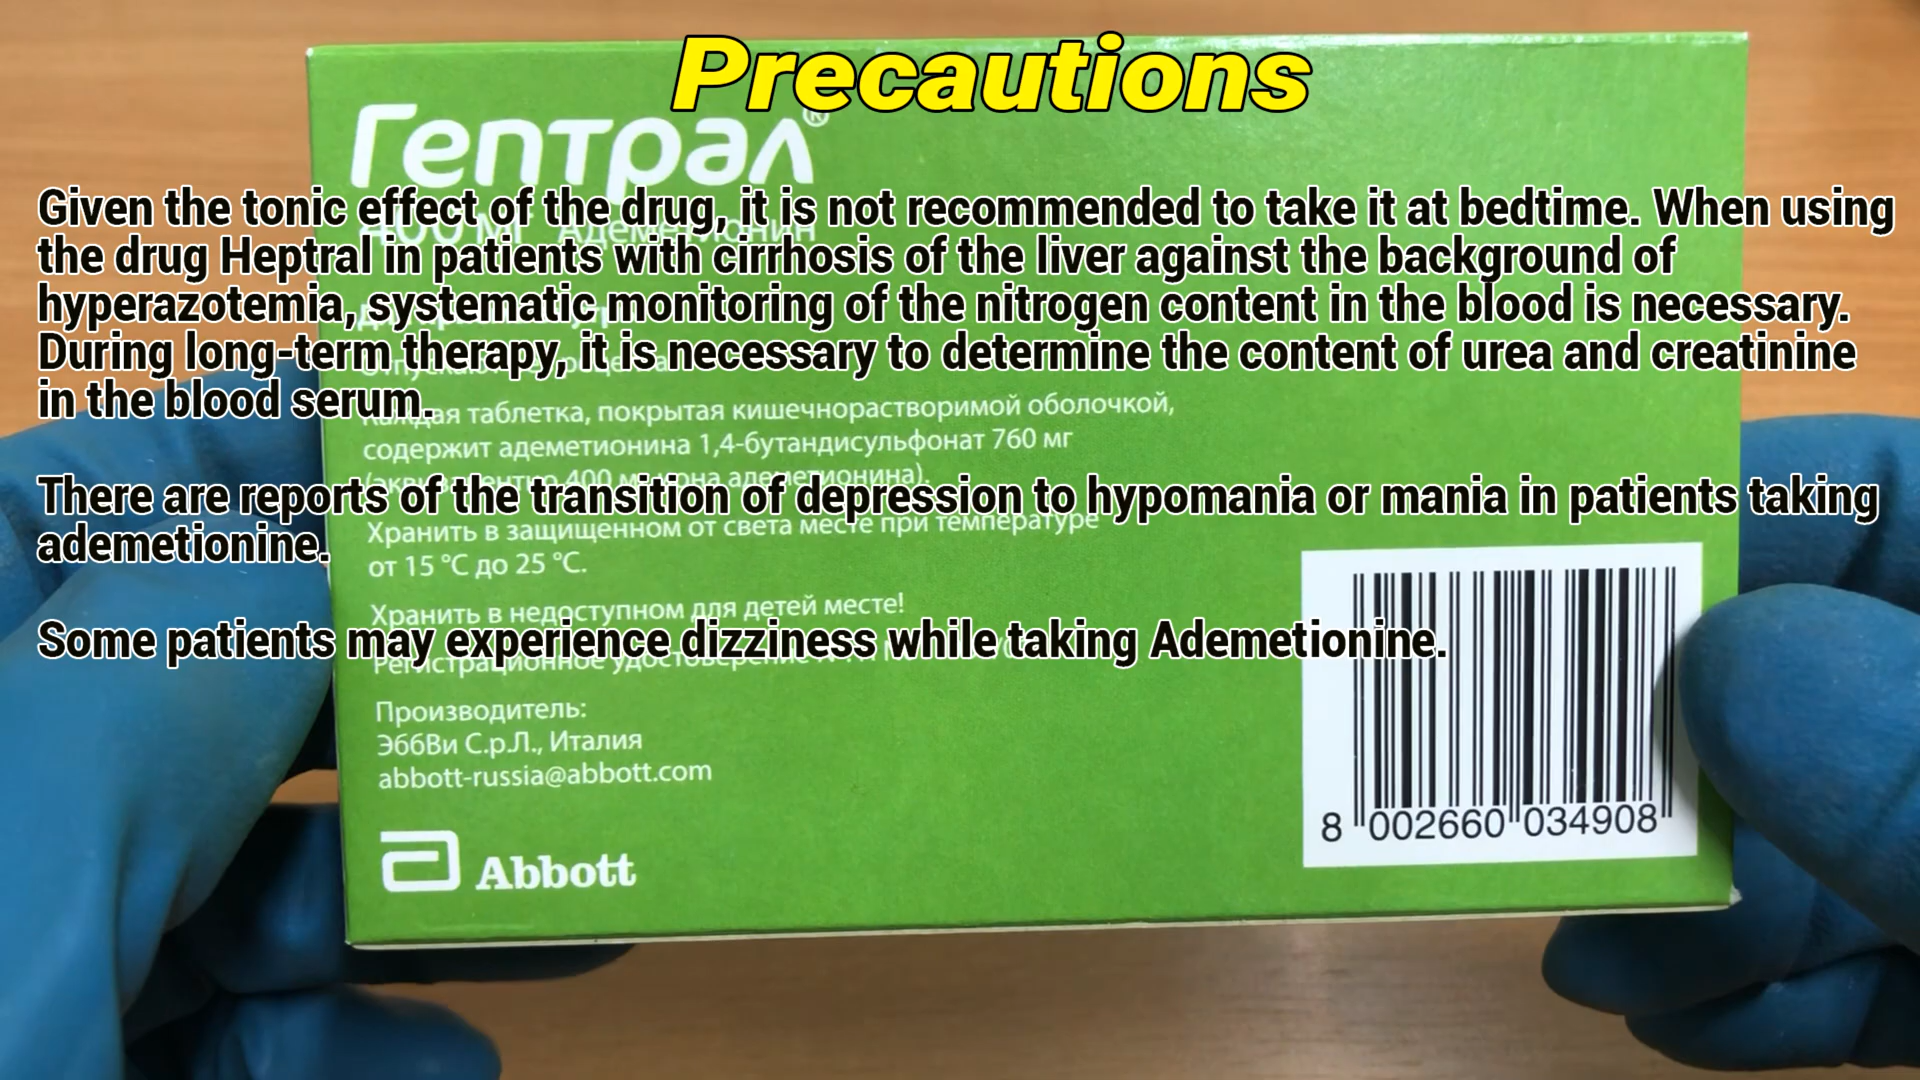 Precautions
Гептрал®
Given the tonic effect of the drug, it is not recommended to take it at bedtime. When using
400 мг Адеметионин
the drug Heptral in patients with cirrhosis of the liver against the background of
hyperazotemia, systematic monitoring of the nitrogen content in the blood is necessary.
During long-term therapy, it is necessary to determine the content of urea and creatinine
in the blood serum.
Каждая таблетка, покрытая кишечнорастворимой оболочкой,
содержит адеметионина 1,4-бутандисульфонат 760 мг
400 адеметионина).
There are reports of the transition of depression to hypomania or mania in patients taking
Хранить в защищенном от света месте при температуре
ademetionine.
от 15 °С до 25 °С.
Хранить в недоступном для детей месте!
Some patients may experience dizziness while taking Ademetionine.
Регистрационное удостоверение
Производитель:
ЭббВи С.р.Л., Италия
abbott-russia@abbott.com
Abbott
8 002660 034908